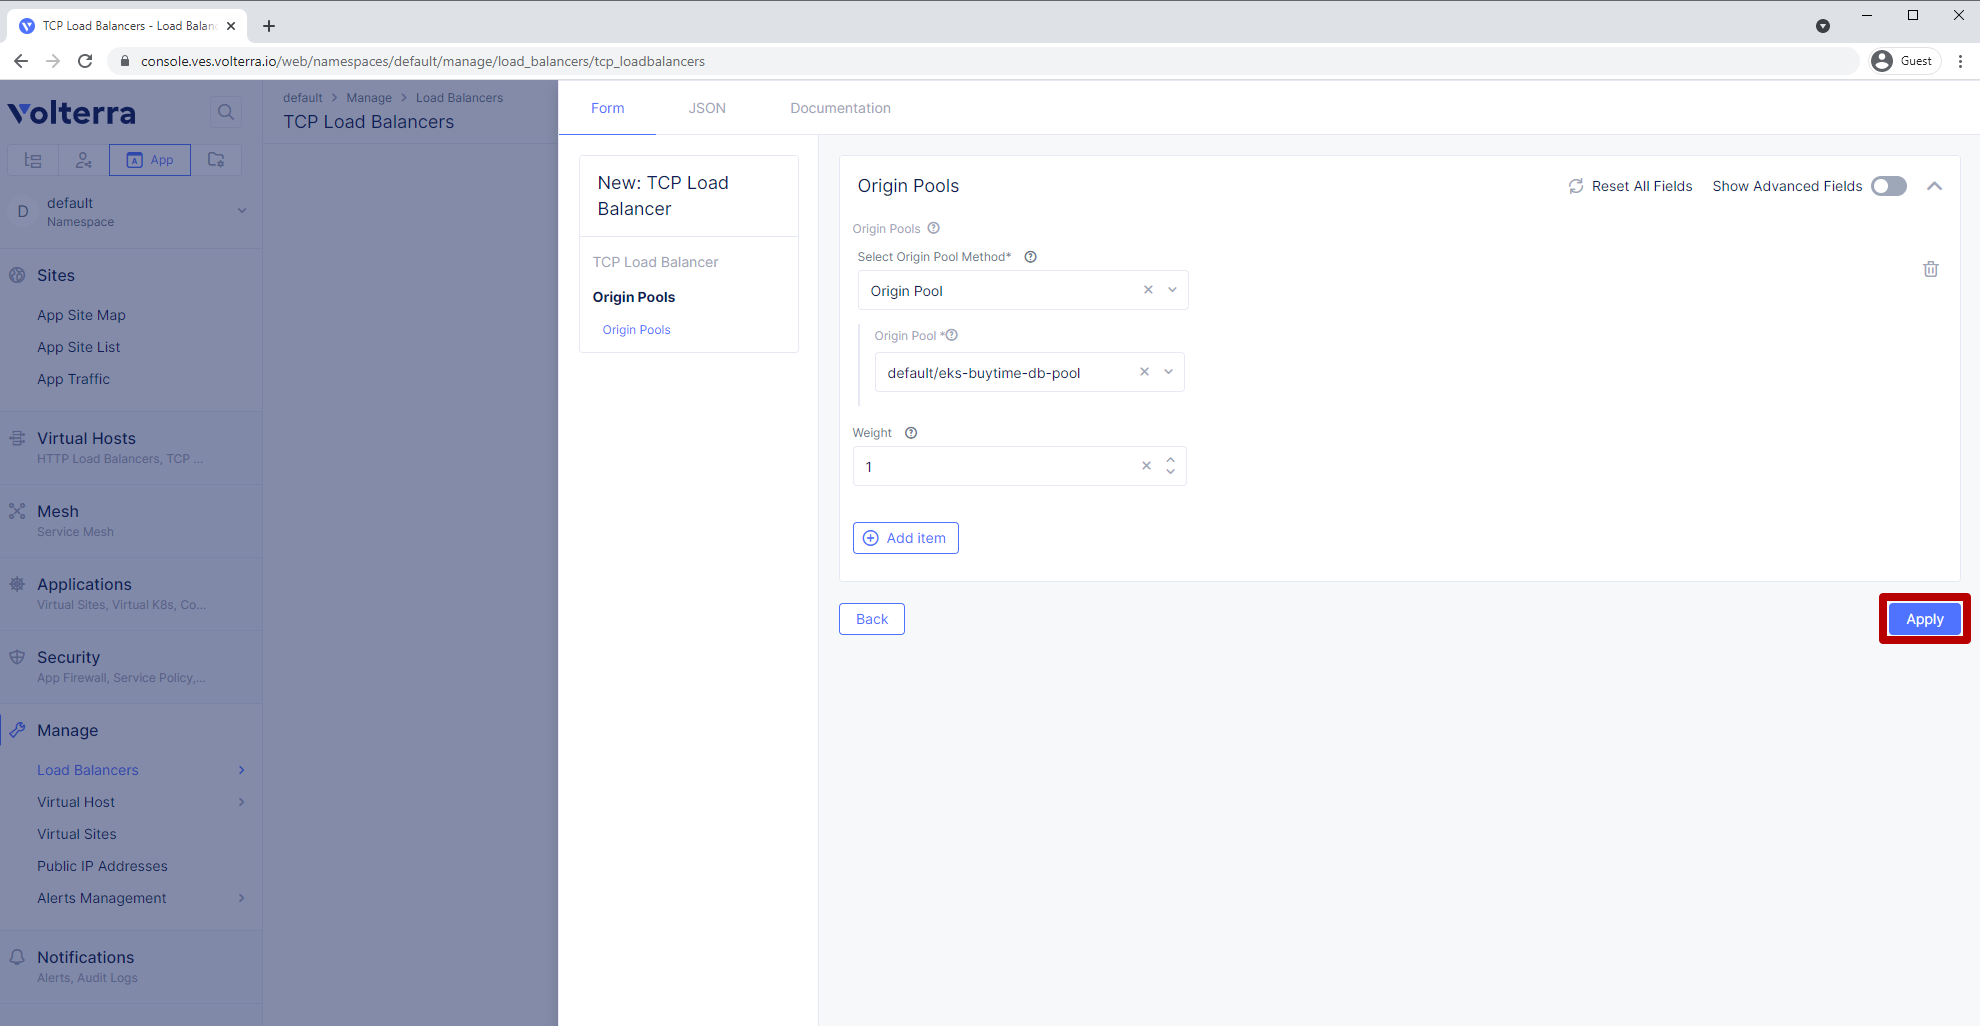 TCP Load Balancers - Load Balan
console.ves.volterra.io/web/namespaces/default/manage/load_balancers/tcp_loadbalancers
Guest
Volterra
App
D
default
Namespace
Sites
App Site Map
App Site List
App Traffic
Virtual Hosts
HTTP Load Balancers, TCP ...
Mesh
Service Mesh
Applications
Virtual Sites, Virtual K8s, Co...
Security
App Firewall, Service Policy,...
Manage
Load Balancers
Virtual Host
Virtual Sites
Public IP Addresses
Alerts Management
Notifications
Alerts, Audit Logs
default > Manage > Load Balancers
TCP Load Balancers
Form JSON Documentation
New: TCP Load
Balancer
TCP Load Balancer
Origin Pools
Origin Pools
Origin Pools
Reset All Fields Show Advanced Fields
Origin Pools
Select Origin Pool Method*
Origin Pool
Origin Pool *
default/eks-buytime-db-pool
Weight
1
Add item
Back
Apply